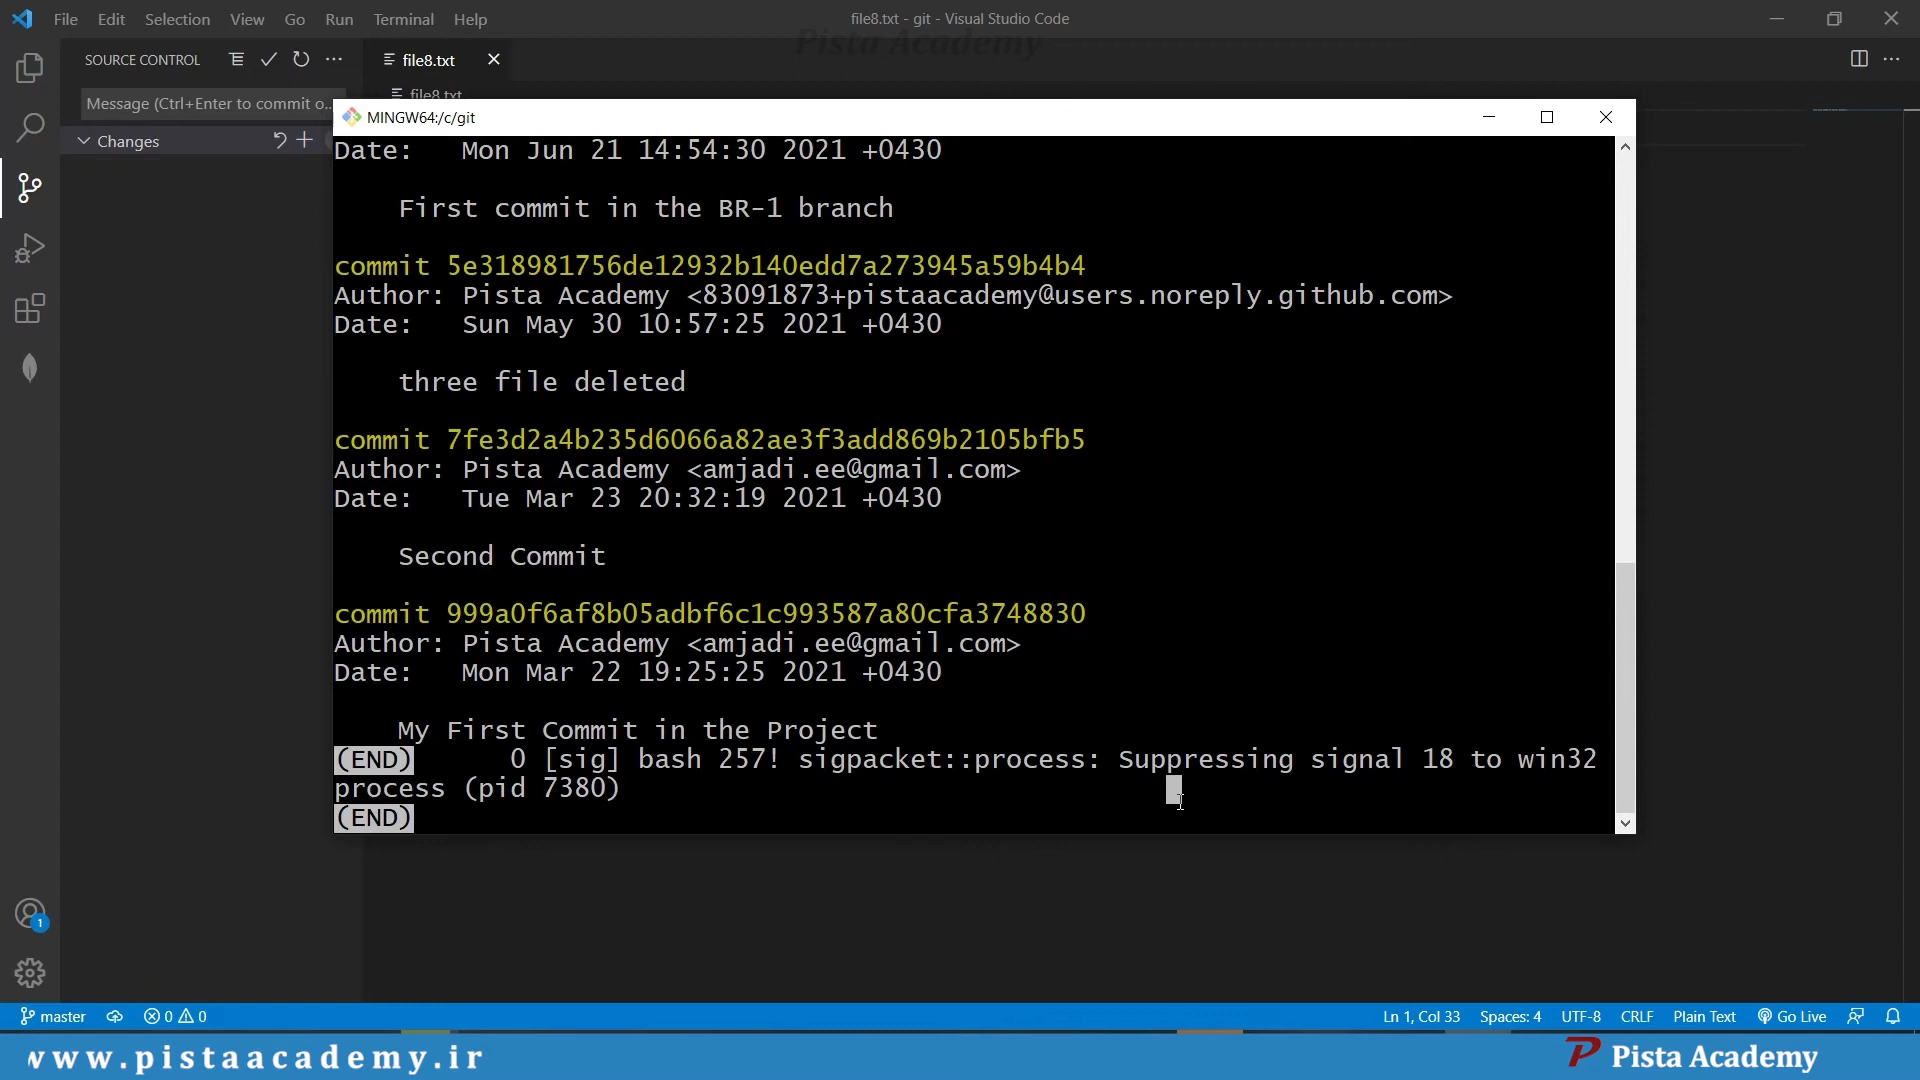 File Edit Selection View Go Run Terminal Help
file8.txt - git - Visual Studio Code
Pista Academy
SOURCE CONTROL
file8.txt
file8.txt
Message (Ctrl+Enter to commit o...
Changes
MINGW64:/c/git
Date:   Mon Jun 21 14:54:30 2021 +0430
First commit in the BR-1 branch
commit 5e318981756de12932b140edd7a273945a59b4b4
Author: Pista Academy <83091873+pistaacademy@users.noreply.github.com>
Date:   Sun May 30 10:57:25 2021 +0430
three file deleted
commit 7fe3d2a4b235d6066a82ae3f3add869b2105bfb5
Author: Pista Academy <amjadi.ee@gmail.com>
Date:   Tue Mar 23 20:32:19 2021 +0430
Second Commit
commit 999a0f6af8b05adbf6c1c993587a80cfa3748830
Author: Pista Academy <amjadi.ee@gmail.com>
Date:   Mon Mar 22 19:25:25 2021 +0430
My First Commit in the Project
(END)      0 [sig] bash 257! sigpacket::process: Suppressing signal 18 to win32
process (pid 7380)
(END)
1
master 0 0 Ln 1, Col 33 Spaces: 4 UTF-8 CRLF Plain Text Go Live
www.pistaacademy.ir
Pista Academy